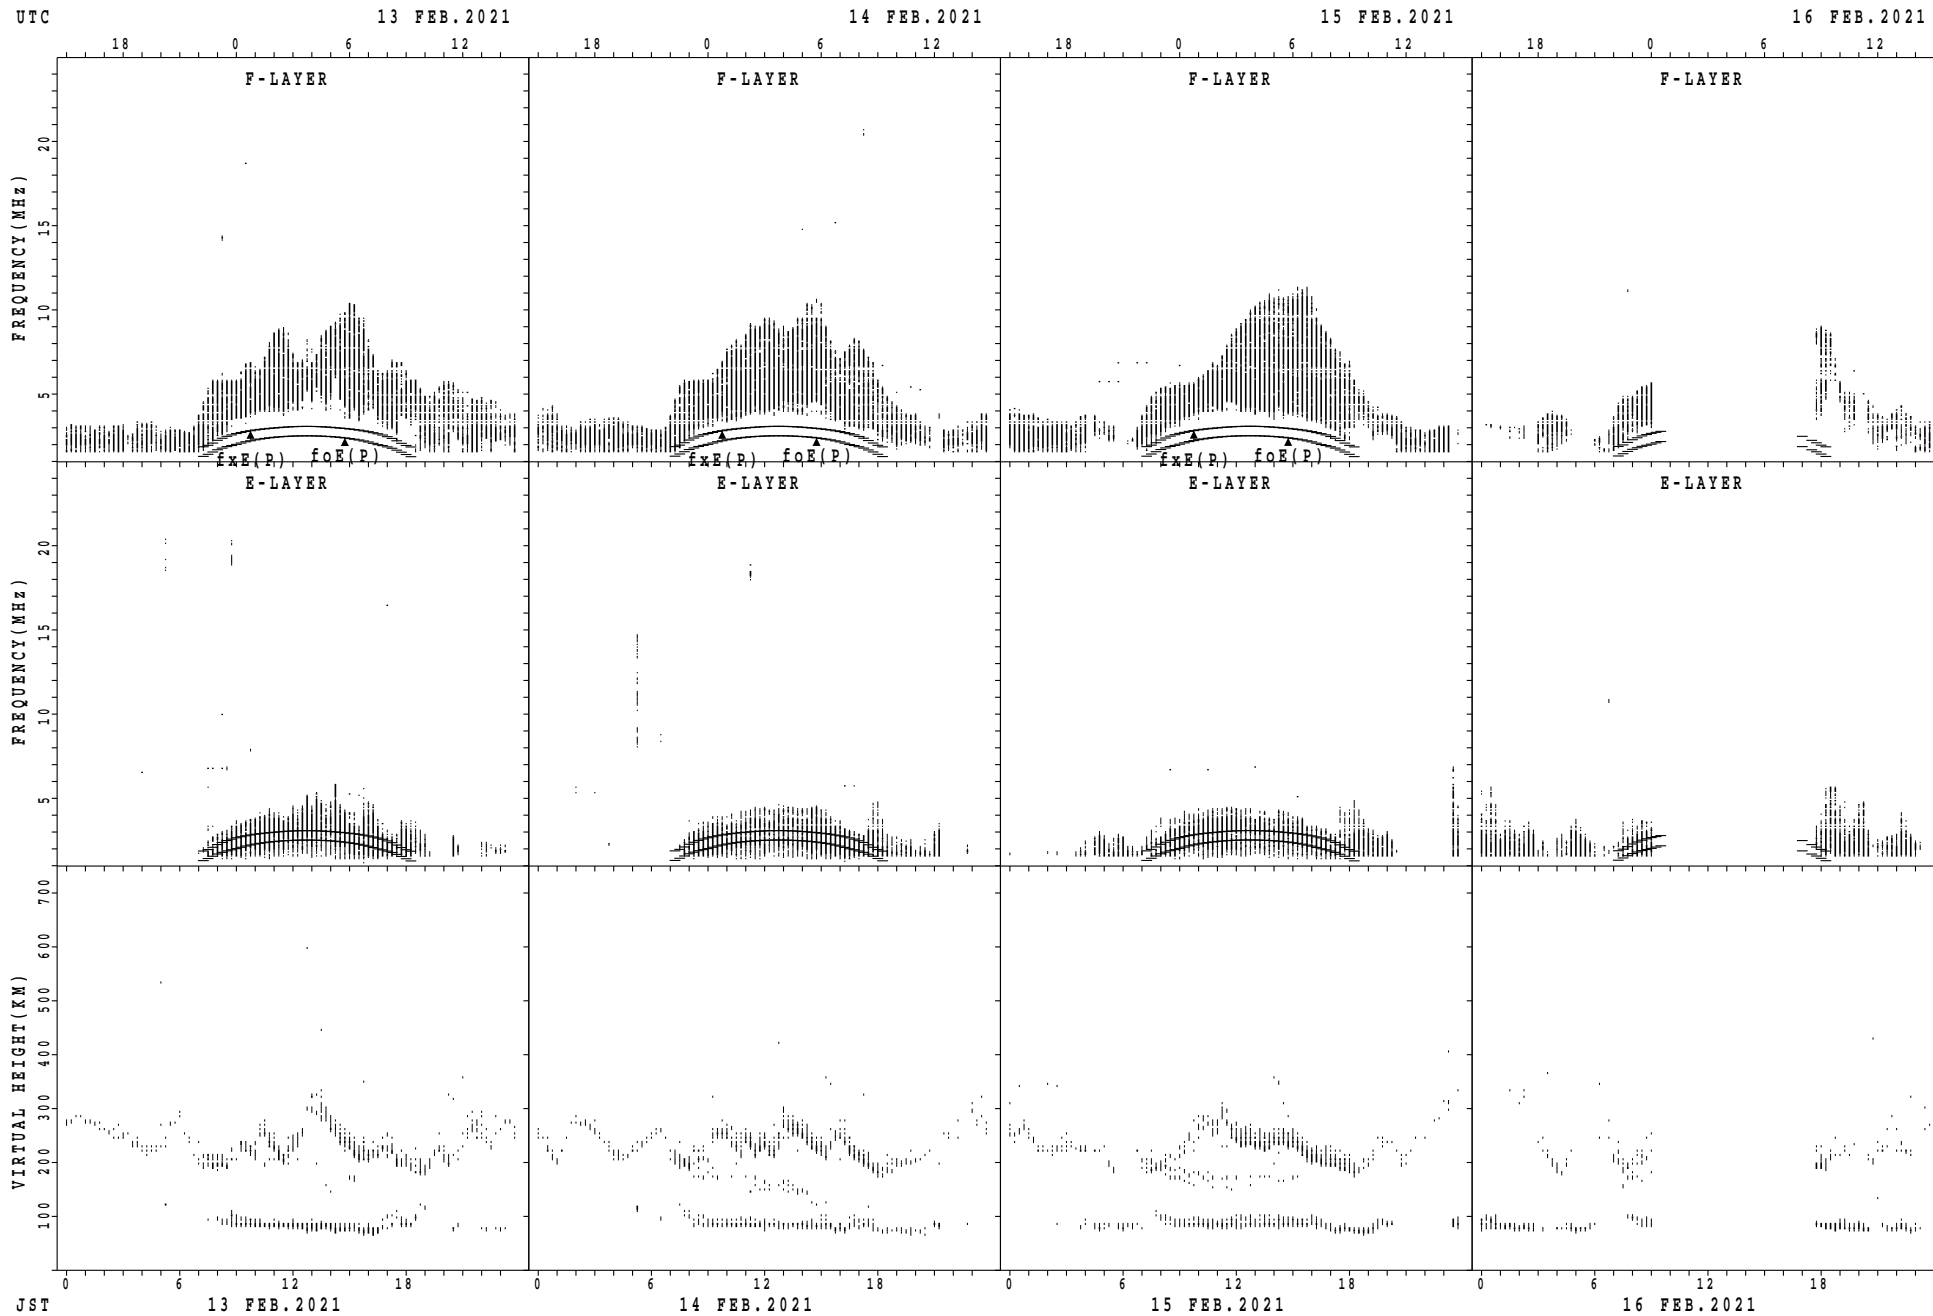 UTC 13 FEB.2021 14 FEB.2021 15 FEB.2021 16 FEB.2021
18 0 6 12 18 0 6 12 18 0 6 12 18 0 6 12
F-LAYER F-LAYER F-LAYER F-LAYER
FREQUENCY(MHz)
20
15
10
5
fxE(P) foE(P) fxE(P) foE(P) fxE(P) foE(P)
E-LAYER E-LAYER E-LAYER E-LAYER
FREQUENCY(MHz)
20
15
10
5
VIRTUAL HEIGHT(KM)
700
600
500
400
300
200
100
0 6 12 18 0 6 12 18 0 6 12 18 0 6 12 18
JST 13 FEB.2021 14 FEB.2021 15 FEB.2021 16 FEB.2021